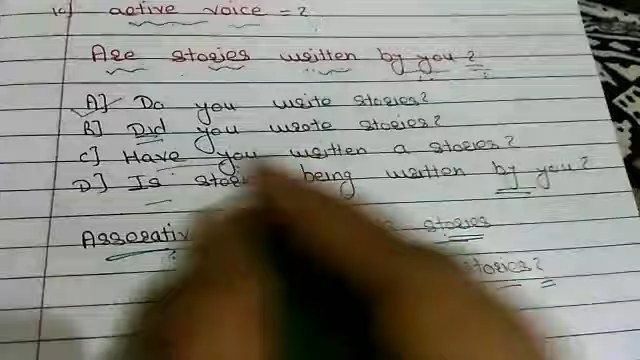 active voice = ?
Are stories written by you?
A] Do you write stories?
B] Did you wrote stories?
C] Have you written a stories?
D] Is being written by you?
stories
stories?